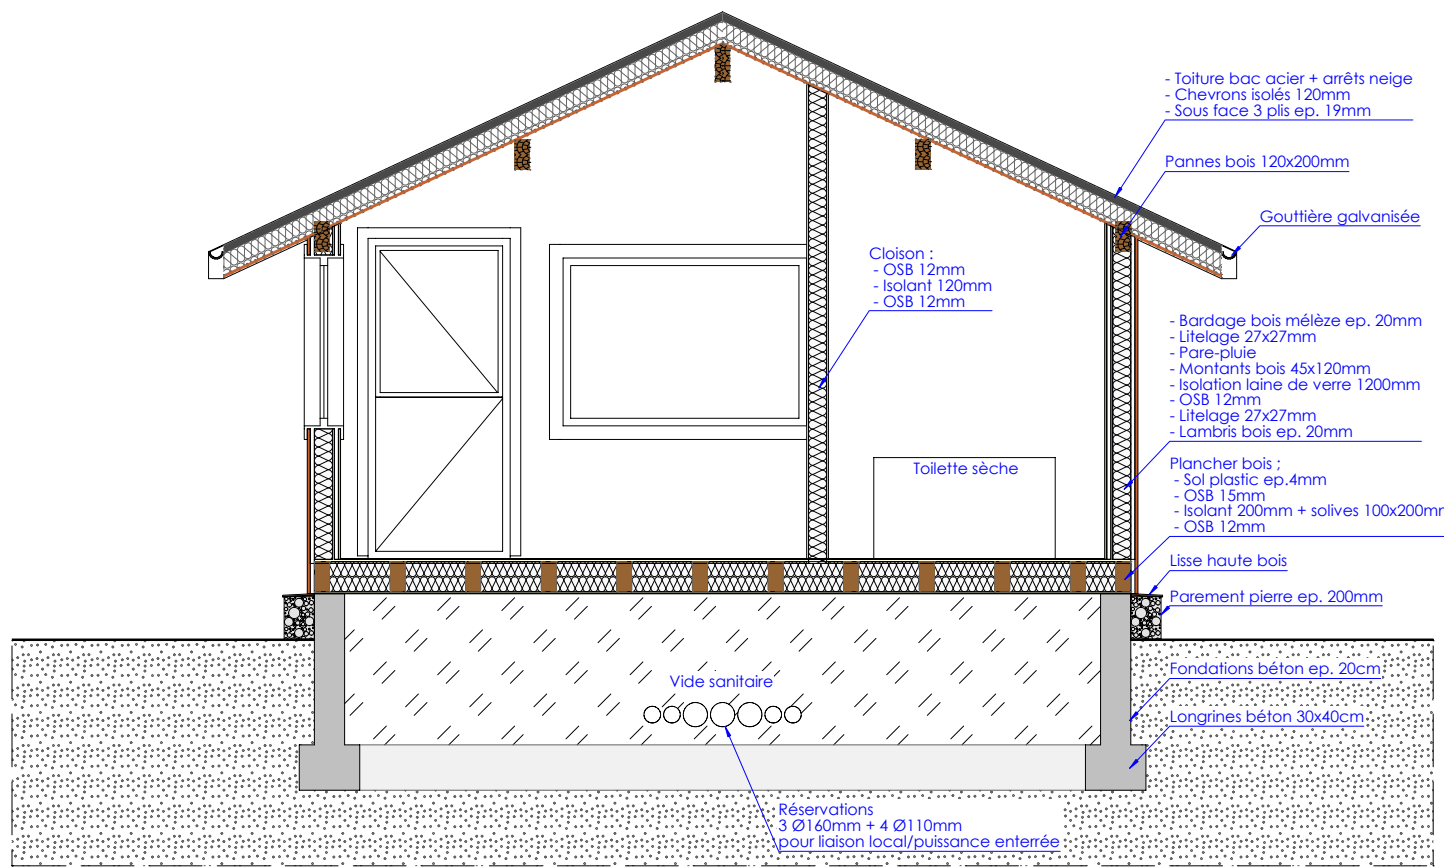 - Toiture bac acier + arrêts neige
- Chevrons isolés 120mm
- Sous face 3 plis ep. 19mm
Pannes bois 120x200mm
Gouttière galvanisée
Cloison :
- OSB 12mm
- Isolant 120mm
- OSB 12mm
- Bardage bois mélèze ep. 20mm
- Litelage 27x27mm
- Pare-pluie
- Montants bois 45x120mm
- Isolation laine de verre 1200mm
- OSB 12mm
- Litelage 27x27mm
- Lambris bois ep. 20mm
Toilette sèche
Plancher bois ;
- Sol plastic ep.4mm
- OSB 15mm
- Isolant 200mm + solives 100x200mm
- OSB 12mm
Lisse haute bois
Parement pierre ep. 200mm
Vide sanitaire
Fondations béton ep. 20cm
Longrines béton 30x40cm
Réservations
3 Ø160mm + 4 Ø110mm
pour liaison local/puissance enterrée